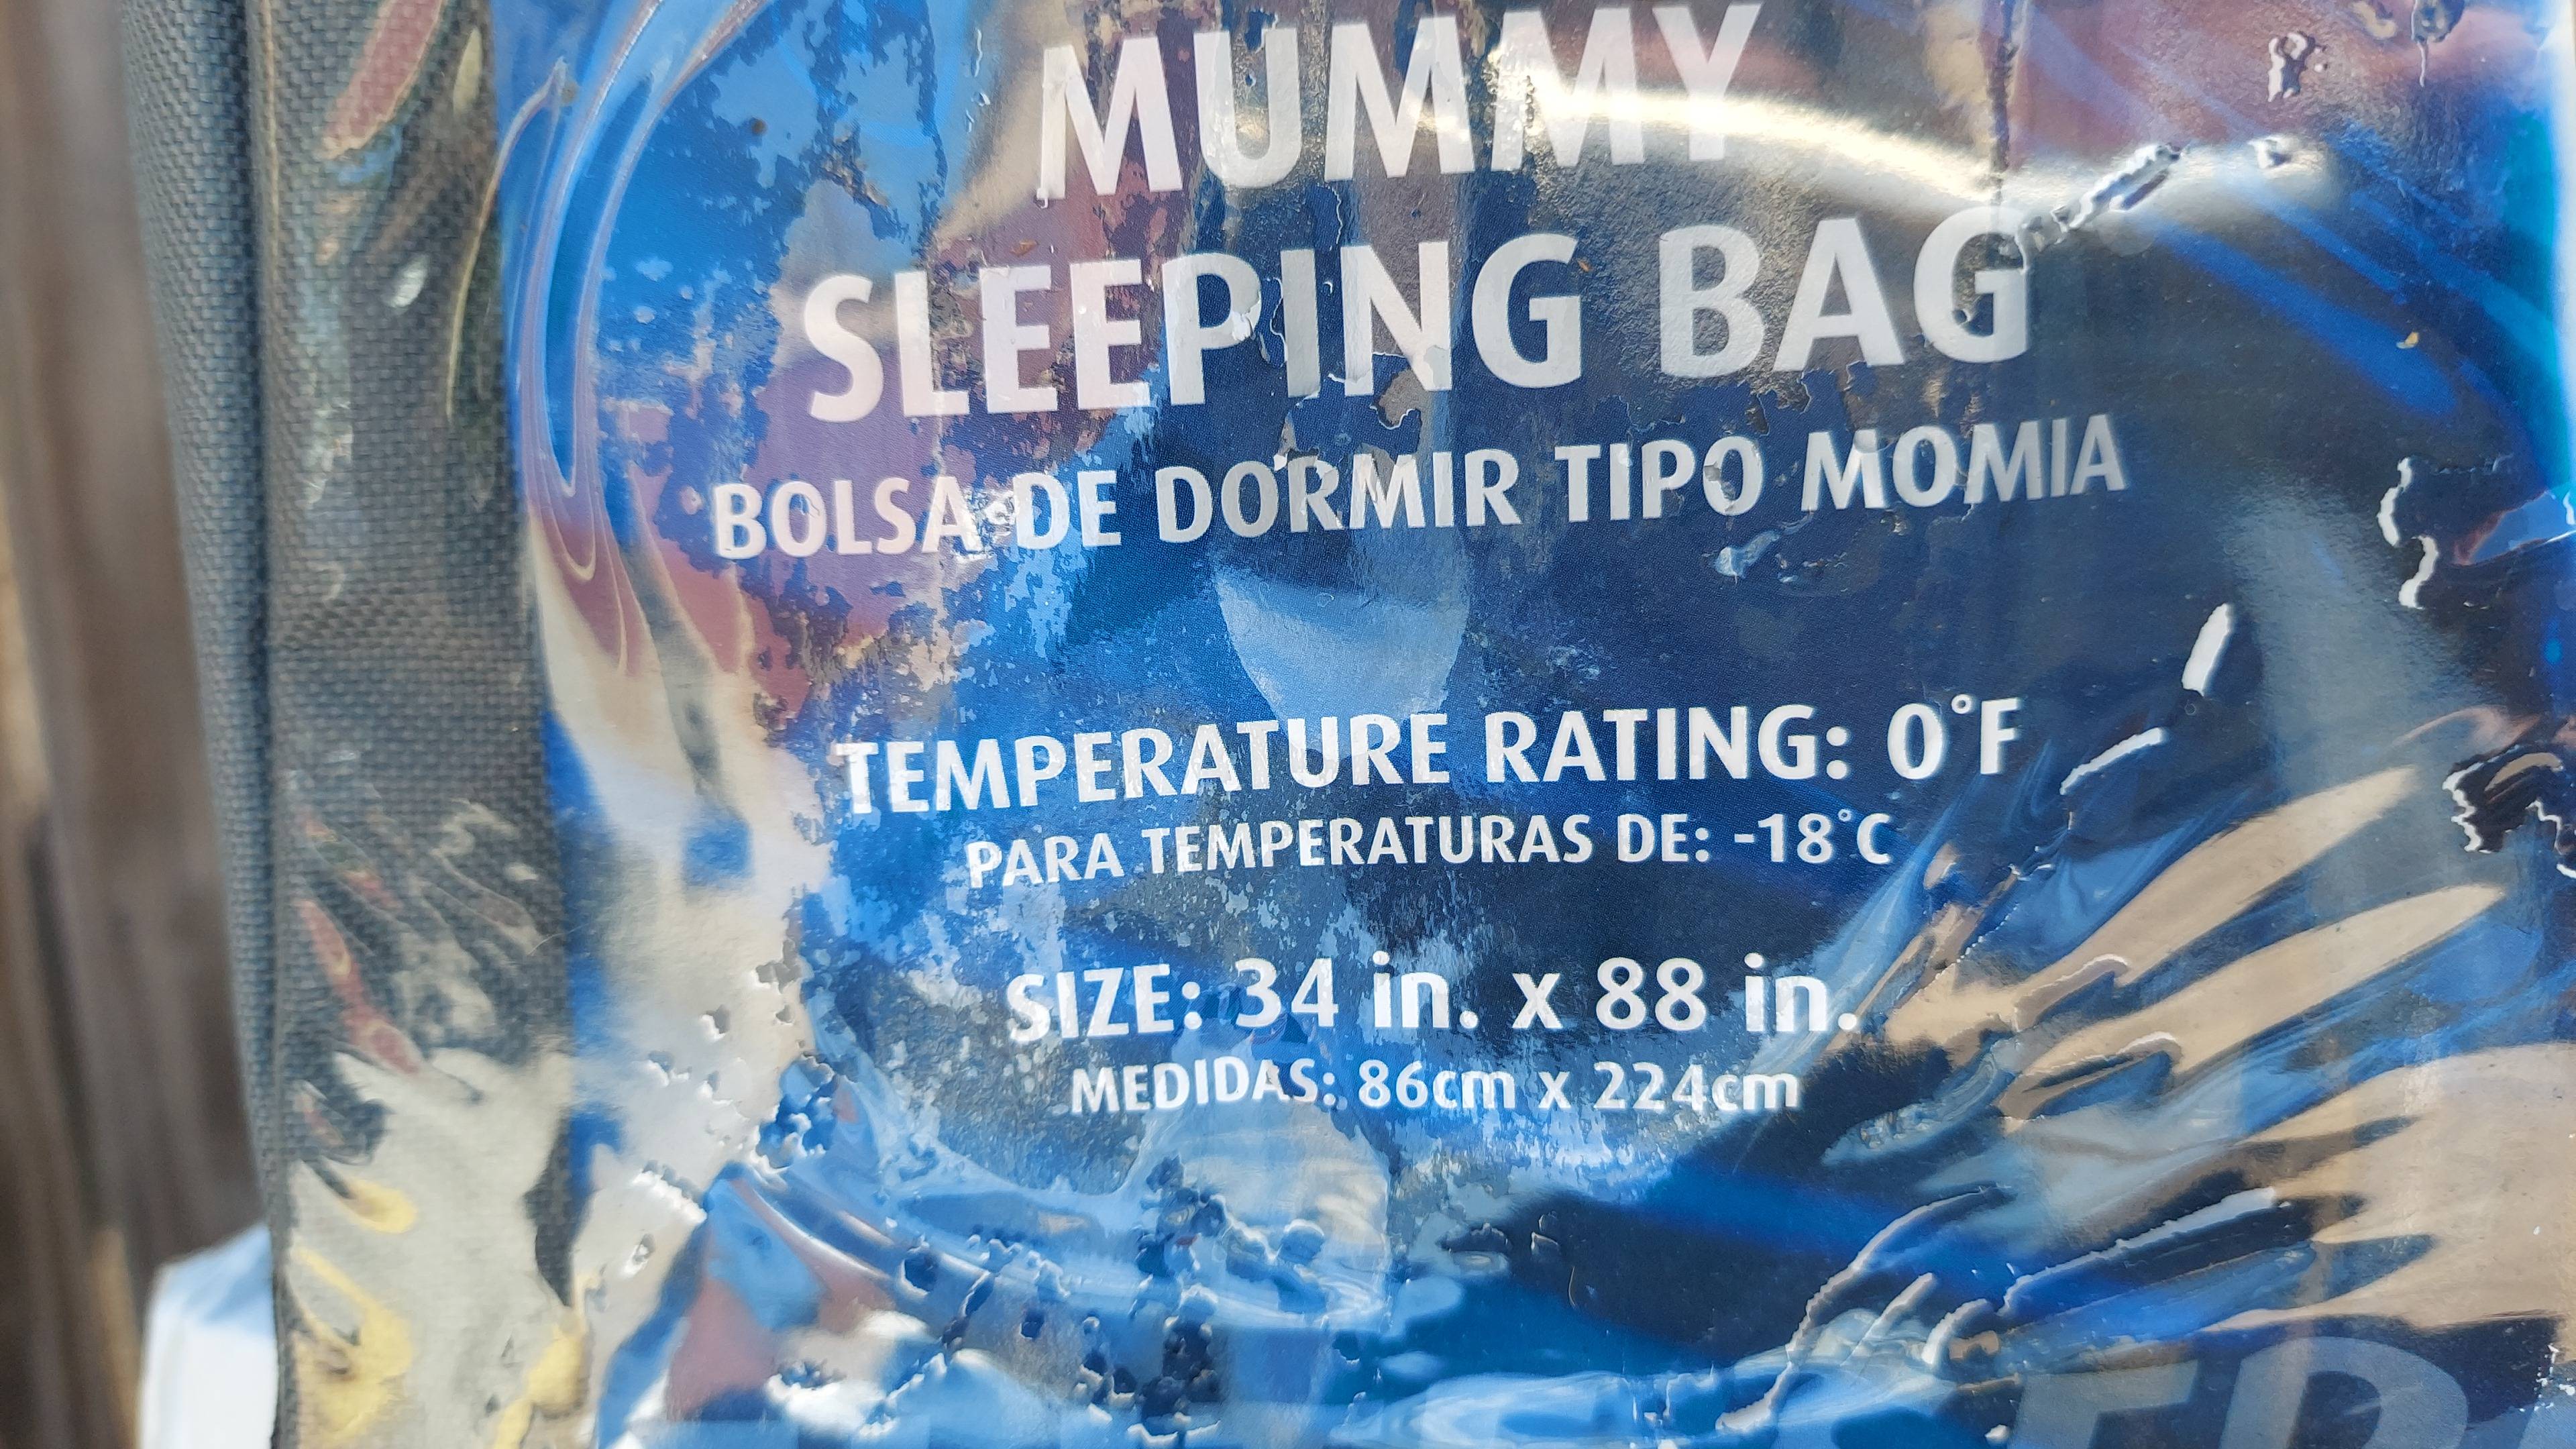 MUMMY
SLEEPING BAG
BOLSA DE DORMIR TIPO MOMIA
TEMPERATURE RATING: 0°F
PARA TEMPERATURAS DE: -18°C
SIZE: 34 in. x 88 in.
MEDIDAS: 86cm x 224cm